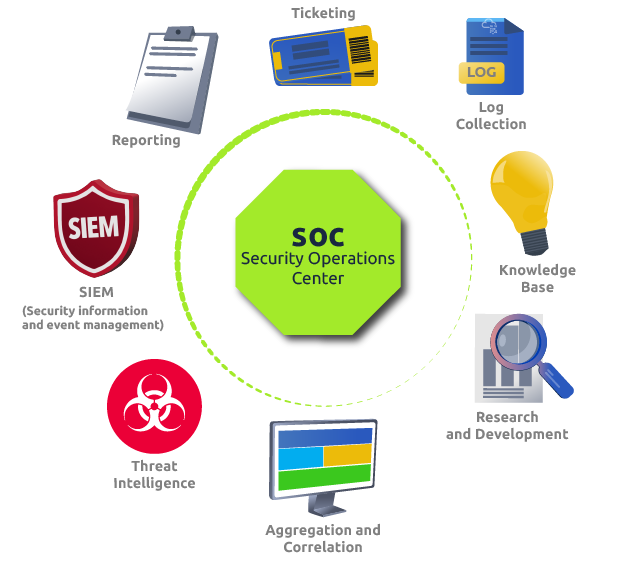 Ticketing
LOG
Log
Collection
Reporting
SIEM
SIEM
(Security information
and event management)
soc
Security Operations
Center
Knowledge
Base
Research
and Development
Threat
Intelligence
Aggregation and
Correlation